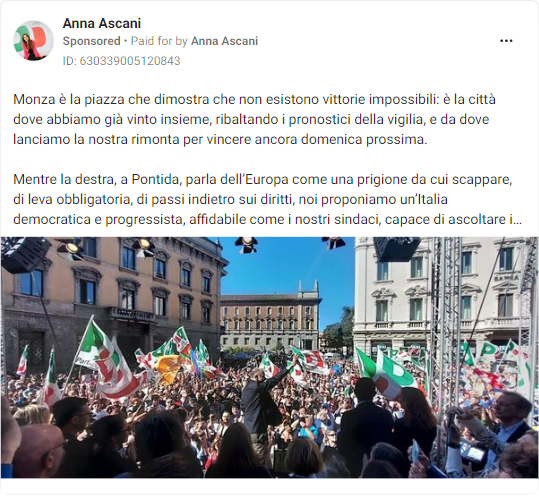 Anna Ascani
Sponsored • Paid for by Anna Ascani
ID: 630339005120843
Monza è la piazza che dimostra che non esistono vittorie impossibili: è la città
dove abbiamo già vinto insieme, ribaltando i pronostici della vigilia, e da dove
lanciamo la nostra rimonta per vincere ancora domenica prossima.
Mentre la destra, a Pontida, parla dell’Europa come una prigione da cui scappare,
di leva obbligatoria, di passi indietro sui diritti, noi proponiamo un’Italia
democratica e progressista, affidabile come i nostri sindaci, capace di ascoltare i...